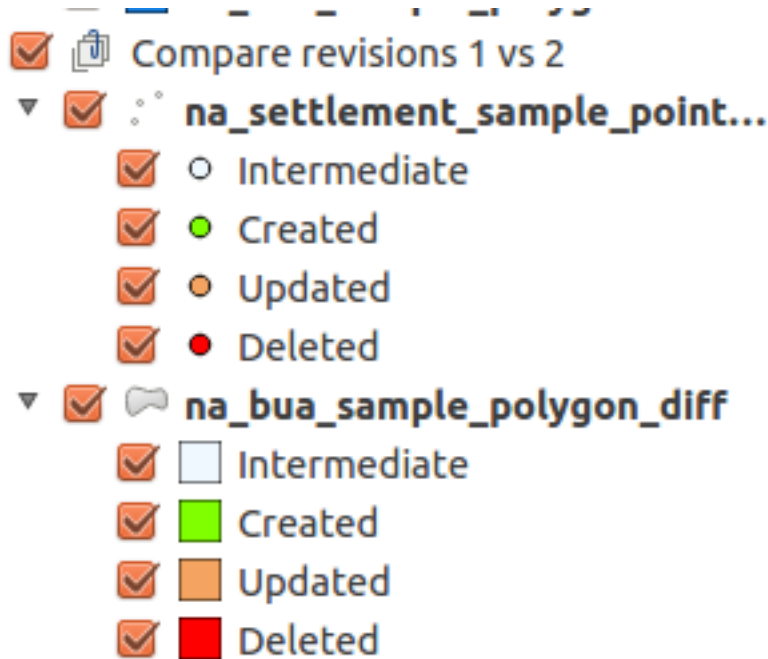 Compare revisions 1 vs 2
na_settlement_sample_point...
Intermediate
Created
Updated
Deleted
na_bua_sample_polygon_diff
Intermediate
Created
Updated
Deleted